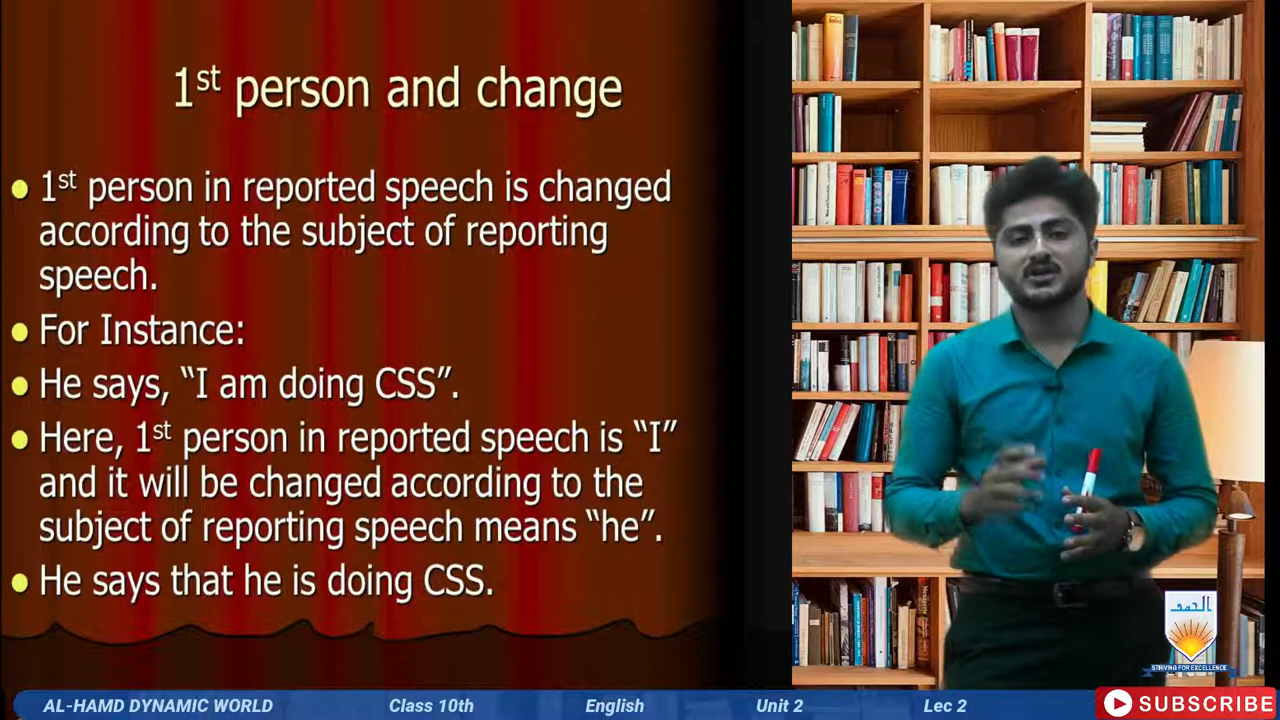 1st person and change
1st person in reported speech is changed
according to the subject of reporting
speech.
For Instance:
He says, “I am doing CSS”.
Here, 1st person in reported speech is “I”
and it will be changed according to the
subject of reporting speech means “he”.
He says that he is doing CSS.
الحمد
STRIVING FOR EXCELLENCE
AL-HAMD DYNAMIC WORLD Class 10th English Unit 2 Lec 2
SUBSCRIBE